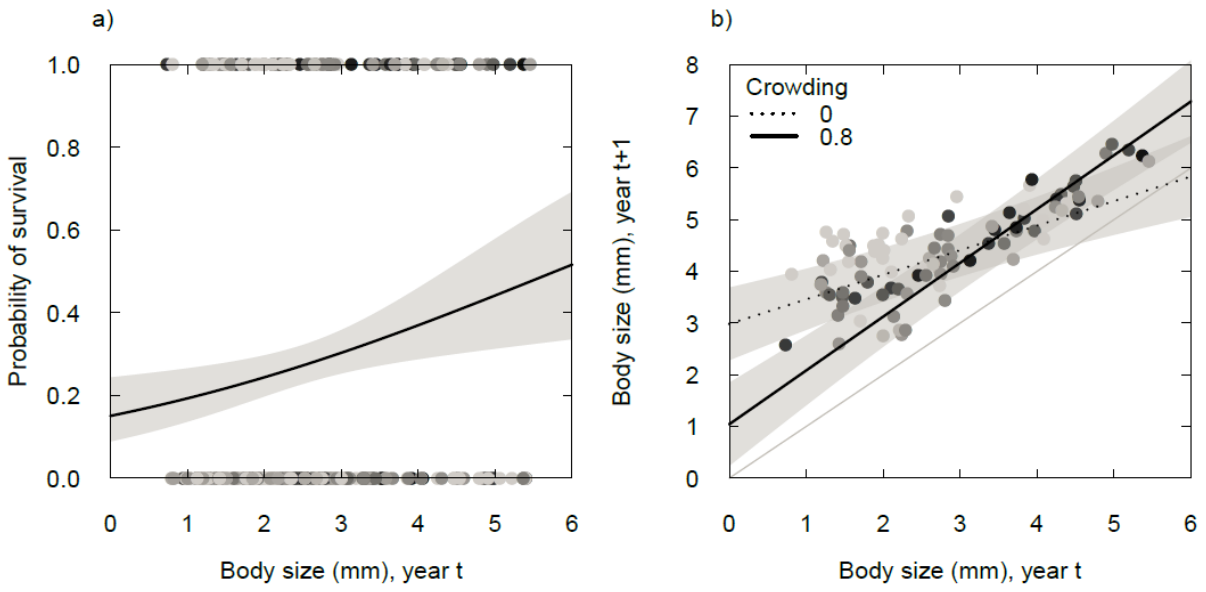 a)
Probability of survival
1.0
0.8
0.6
0.4
0.2
0.0
0 1 2 3 4 5 6
Body size (mm), year t
b)
Body size (mm), year t+1
8
7
6
5
4
3
2
1
0
Crowding
0
0.8
0 1 2 3 4 5 6
Body size (mm), year t